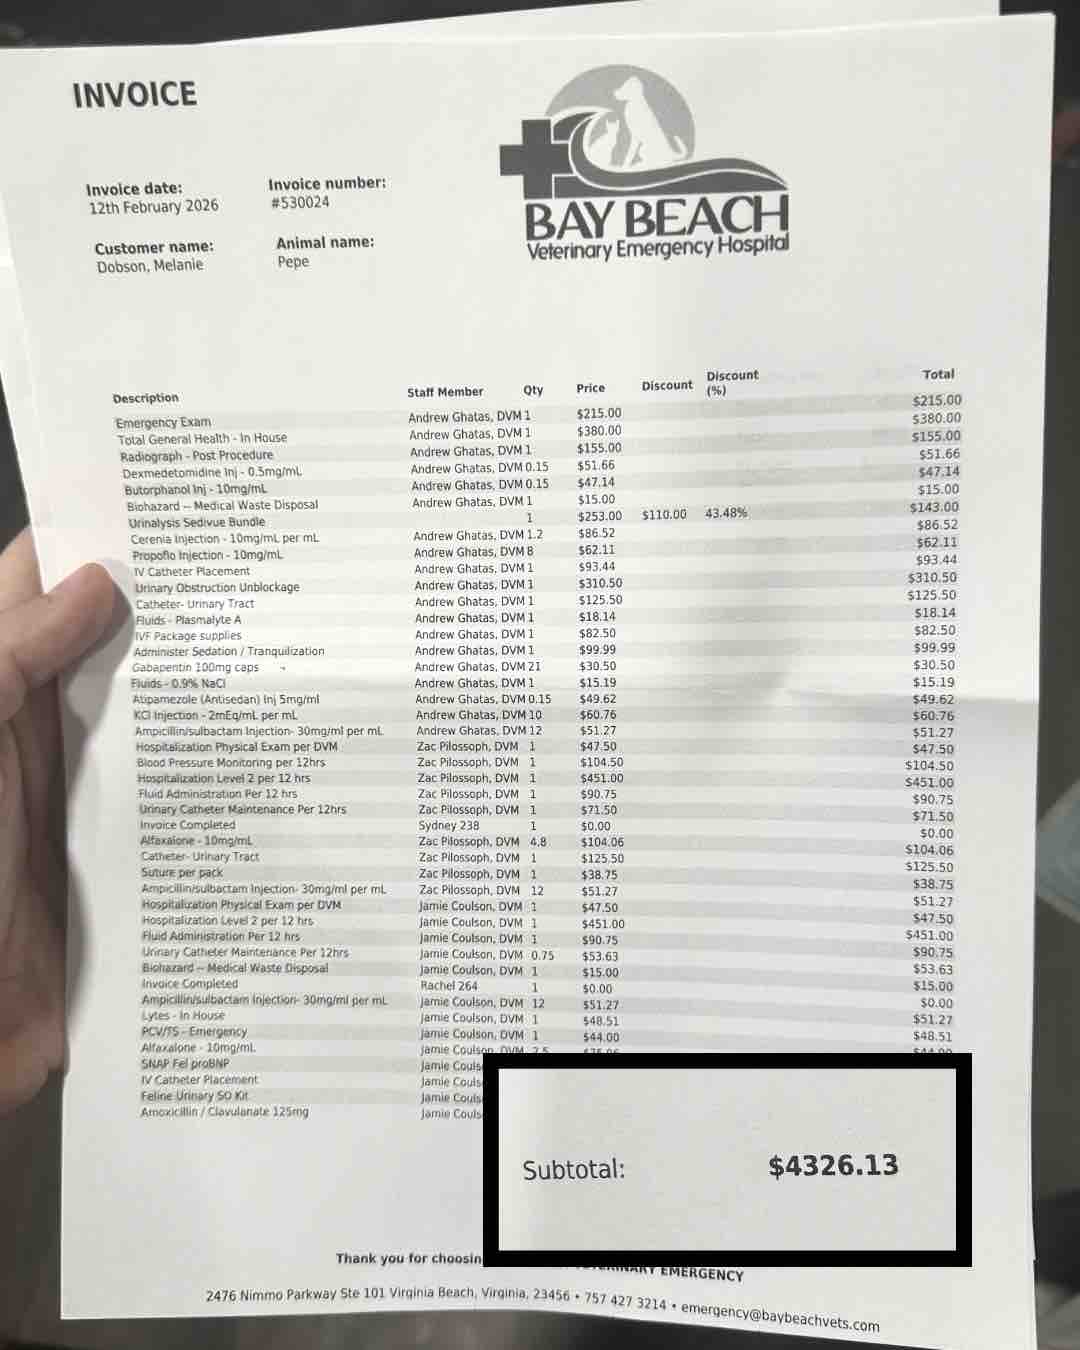 INVOICE
BAY BEACH
Veterinary Emergency Hospital
Invoice date: Invoice number:
12th February 2026 #530024
Customer name: Animal name:
Dobson, Melanie Pepe
Description Staff Member Qty Price Discount Discount (%) Total
Emergency Exam Andrew Ghatas, DVM 1 $215.00 $215.00
Total General Health - In House Andrew Ghatas, DVM 1 $380.00 $380.00
Radiograph - Post Procedure Andrew Ghatas, DVM 1 $155.00 $155.00
Dexmedetomidine Inj - 0.5mg/mL Andrew Ghatas, DVM 0.15 $51.66 $51.66
Butorphanol Inj - 10mg/mL Andrew Ghatas, DVM 0.15 $47.14 $47.14
Biohazard -- Medical Waste Disposal Andrew Ghatas, DVM 1 $15.00 $15.00
Urinalysis Sedivue Bundle 1 $253.00 $110.00 43.48% $143.00
Cerenia Injection - 10mg/mL per mL Andrew Ghatas, DVM 1.2 $86.52 $86.52
Propoflo Injection - 10mg/mL Andrew Ghatas, DVM 8 $62.11 $62.11
IV Catheter Placement Andrew Ghatas, DVM 1 $93.44 $93.44
Urinary Obstruction Unblockage Andrew Ghatas, DVM 1 $310.50 $310.50
Catheter- Urinary Tract Andrew Ghatas, DVM 1 $125.50 $125.50
Fluids - Plasmalyte A Andrew Ghatas, DVM 1 $18.14 $18.14
IVF Package supplies Andrew Ghatas, DVM 1 $82.50 $82.50
Administer Sedation / Tranquilization Andrew Ghatas, DVM 1 $99.99 $99.99
Gabapentin 100mg caps Andrew Ghatas, DVM 21 $30.50 $30.50
Fluids - 0.9% NaCl Andrew Ghatas, DVM 1 $15.19 $15.19
Atipamezole (Antisedan) Inj 5mg/ml Andrew Ghatas, DVM 0.15 $49.62 $49.62
KCl Injection - 2mEq/mL per mL Andrew Ghatas, DVM 10 $60.76 $60.76
Ampicillin/sulbactam Injection- 30mg/ml per mL Andrew Ghatas, DVM 12 $51.27 $51.27
Hospitalization Physical Exam per DVM Zac Pilossoph, DVM 1 $47.50 $47.50
Blood Pressure Monitoring per 12hrs Zac Pilossoph, DVM 1 $104.50 $104.50
Hospitalization Level 2 per 12 hrs Zac Pilossoph, DVM 1 $451.00 $451.00
Fluid Administration Per 12 hrs Zac Pilossoph, DVM 1 $90.75 $90.75
Urinary Catheter Maintenance Per 12hrs Zac Pilossoph, DVM 1 $71.50 $71.50
Invoice Completed Sydney 238 1 $0.00 $0.00
Alfaxalone - 10mg/mL Zac Pilossoph, DVM 4.8 $104.06 $104.06
Catheter- Urinary Tract Zac Pilossoph, DVM 1 $125.50 $125.50
Suture per pack Zac Pilossoph, DVM 1 $38.75 $38.75
Ampicillin/sulbactam Injection- 30mg/ml per mL Zac Pilossoph, DVM 12 $51.27 $51.27
Hospitalization Physical Exam per DVM Jamie Coulson, DVM 1 $47.50 $47.50
Hospitalization Level 2 per 12 hrs Jamie Coulson, DVM 1 $451.00 $451.00
Fluid Administration Per 12 hrs Jamie Coulson, DVM 1 $90.75 $90.75
Urinary Catheter Maintenance Per 12hrs Jamie Coulson, DVM 0.75 $53.63 $53.63
Biohazard -- Medical Waste Disposal Jamie Coulson, DVM 1 $15.00 $15.00
Invoice Completed Rachel 264 1 $0.00 $0.00
Ampicillin/sulbactam Injection- 30mg/ml per mL Jamie Coulson, DVM 12 $51.27 $51.27
Lytes - In House Jamie Coulson, DVM 1 $48.51 $48.51
PCV/TS - Emergency Jamie Coulson, DVM 1 $44.00 $44.00
Alfaxalone - 10mg/mL Jamie Coulson, DVM
SNAP Fel proBNP Jamie Couls
IV Catheter Placement Jamie Couls
Feline Urinary SO Kit Jamie Couls
Amoxicillin / Clavulanate 125mg Jamie Couls
Subtotal: $4326.13
Thank you for choosin VETERINARY EMERGENCY
2476 Nimmo Parkway Ste 101 Virginia Beach, Virginia, 23456 • 757 427 3214 • emergency@baybeachvets.com